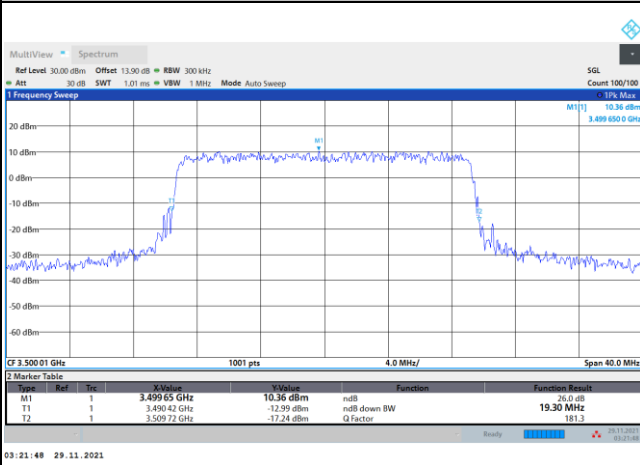 MultiView Spectrum
Ref Level 30.00 dBm Offset 13.90 dB RBW 300 kHz SGL
Att 30 dB SWT 1.01 ms VBW 1 MHz Mode Auto Sweep Count 100/100
1 Frequency Sweep 1Pk Max
M1[1] 10.36 dBm
3.499 650 0 GHz
20 dBm
M1
10 dBm
0 dBm
-10 dBm
T1
T2
-20 dBm
-30 dBm
-40 dBm
-50 dBm
-60 dBm
CF 3.500 01 GHz 1001 pts 4.0 MHz/ Span 40.0 MHz
2 Marker Table
Type Ref Trc X-Value Y-Value Function Function Result
M1 1 3.499 65 GHz 10.36 dBm ndB 26.0 dB
T1 1 3.490 42 GHz -12.99 dBm ndB down BW 19.30 MHz
T2 1 3.509 72 GHz -17.24 dBm Q Factor 181.3
Ready 29.11.2021
03:21:48
03:21:48 29.11.2021